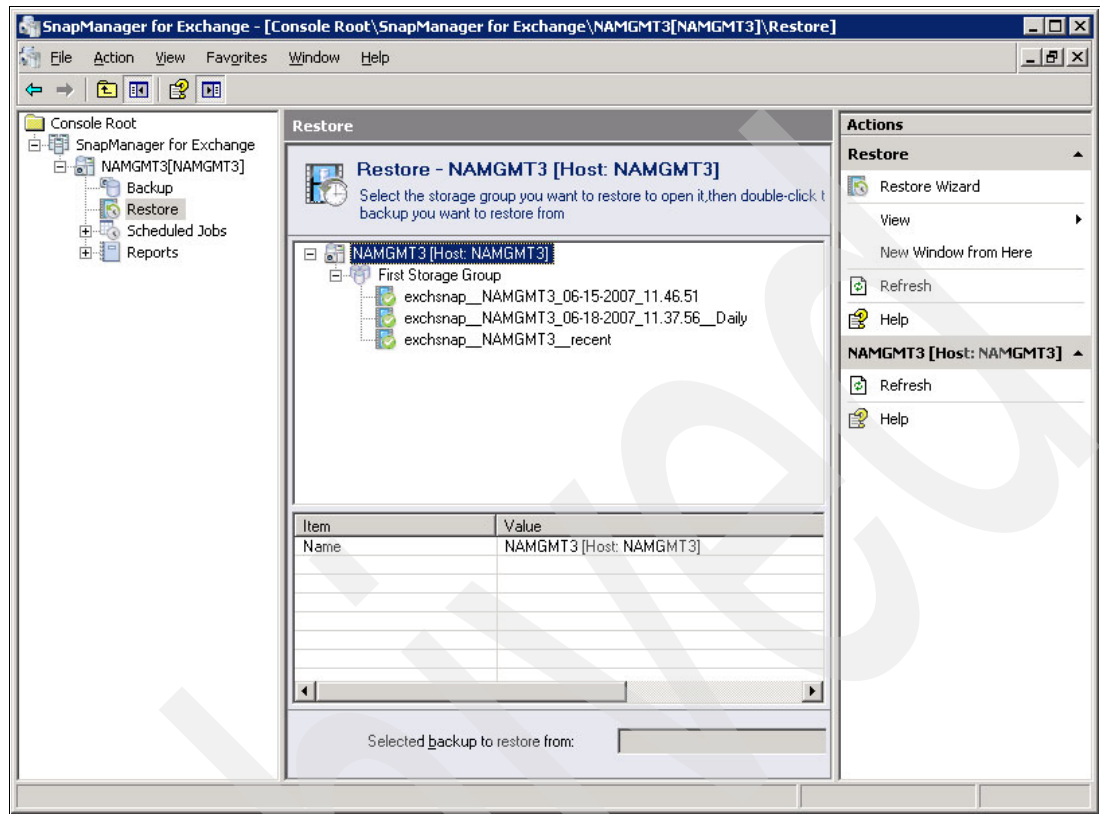 SnapManager for Exchange - [Console Root\SnapManager for Exchange\NAMGMT3[NAMGMT3]\Restore]
File Action View Favorites Window Help
Console Root
SnapManager for Exchange
NAMGMT3[NAMGMT3]
Backup
Restore
Scheduled Jobs
Reports
Restore
Restore - NAMGMT3 [Host: NAMGMT3]
Select the storage group you want to restore to open it,then double-click t
backup you want to restore from
NAMGMT3 [Host: NAMGMT3]
First Storage Group
exchsnap__NAMGMT3_06-15-2007_11.46.51
exchsnap__NAMGMT3_06-18-2007_11.37.56__Daily
exchsnap__NAMGMT3__recent
Item Value
Name NAMGMT3 [Host: NAMGMT3]
Selected backup to restore from:
Actions
Restore
Restore Wizard
View
New Window from Here
Refresh
Help
NAMGMT3 [Host: NAMGMT3]
Refresh
Help